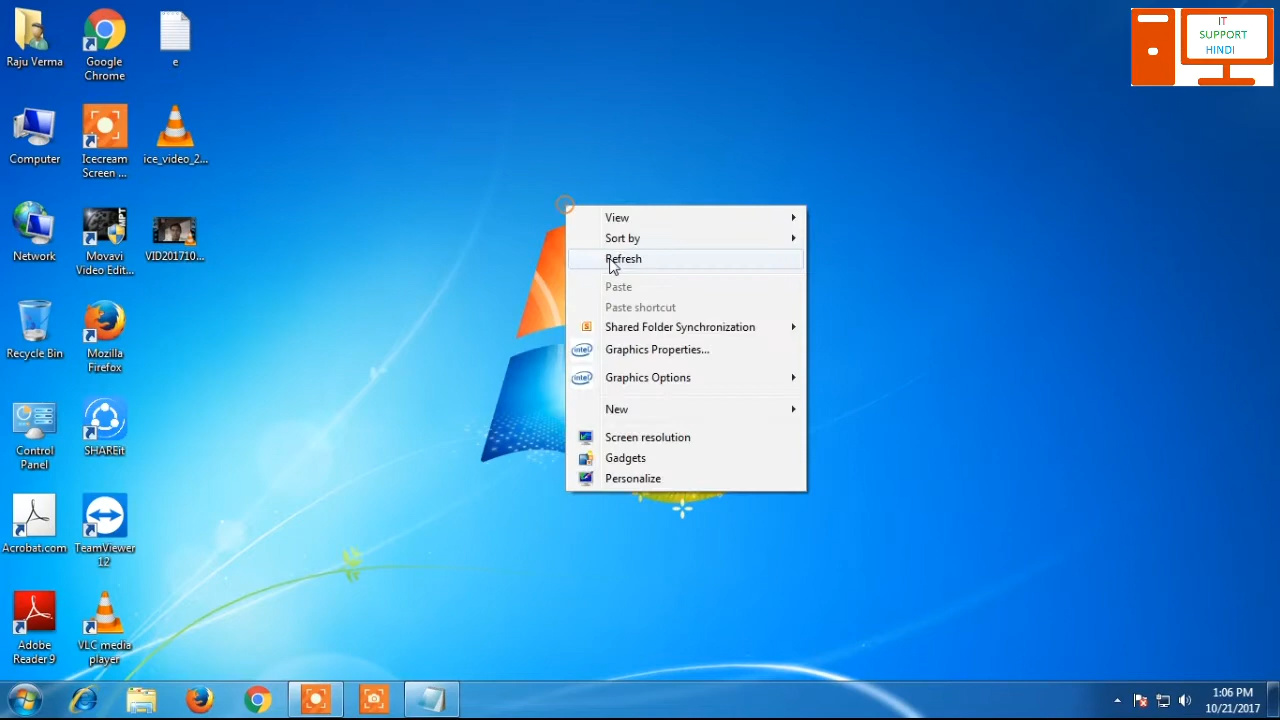 Raju Verma
Google
Chrome
e
Computer
Icecream
Screen ...
ice_video_2...
Network
Movavi
Video Edit...
VID201710...
Recycle Bin
Mozilla
Firefox
Control
Panel
SHAREit
Acrobat.com
TeamViewer
12
Adobe
Reader 9
VLC media
player
View
Sort by
Refresh
Paste
Paste shortcut
Shared Folder Synchronization
Graphics Properties...
Graphics Options
New
Screen resolution
Gadgets
Personalize
IT
SUPPORT
HINDI
1:06 PM
10/21/2017